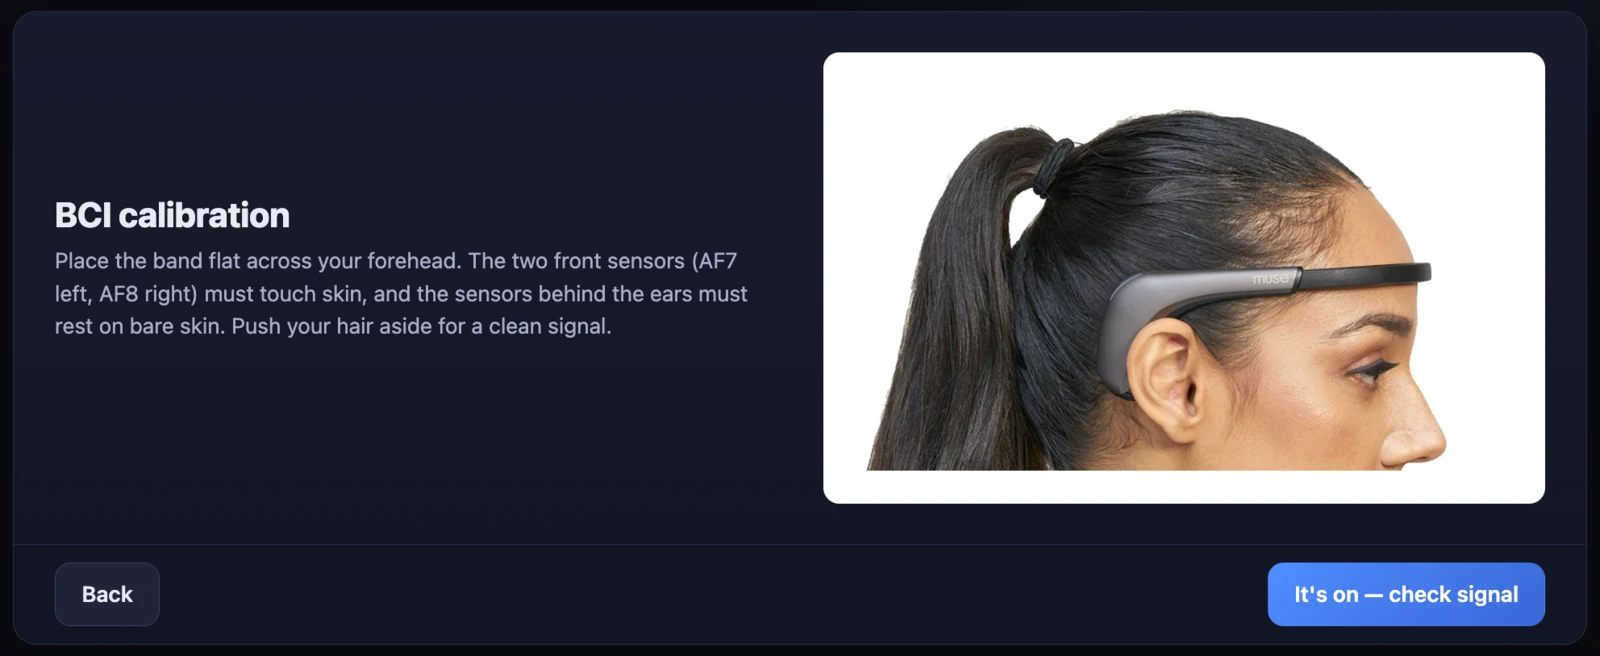 BCI calibration
Place the band flat across your forehead. The two front sensors (AF7
left, AF8 right) must touch skin, and the sensors behind the ears must
rest on bare skin. Push your hair aside for a clean signal.
muse
Back
It's on — check signal